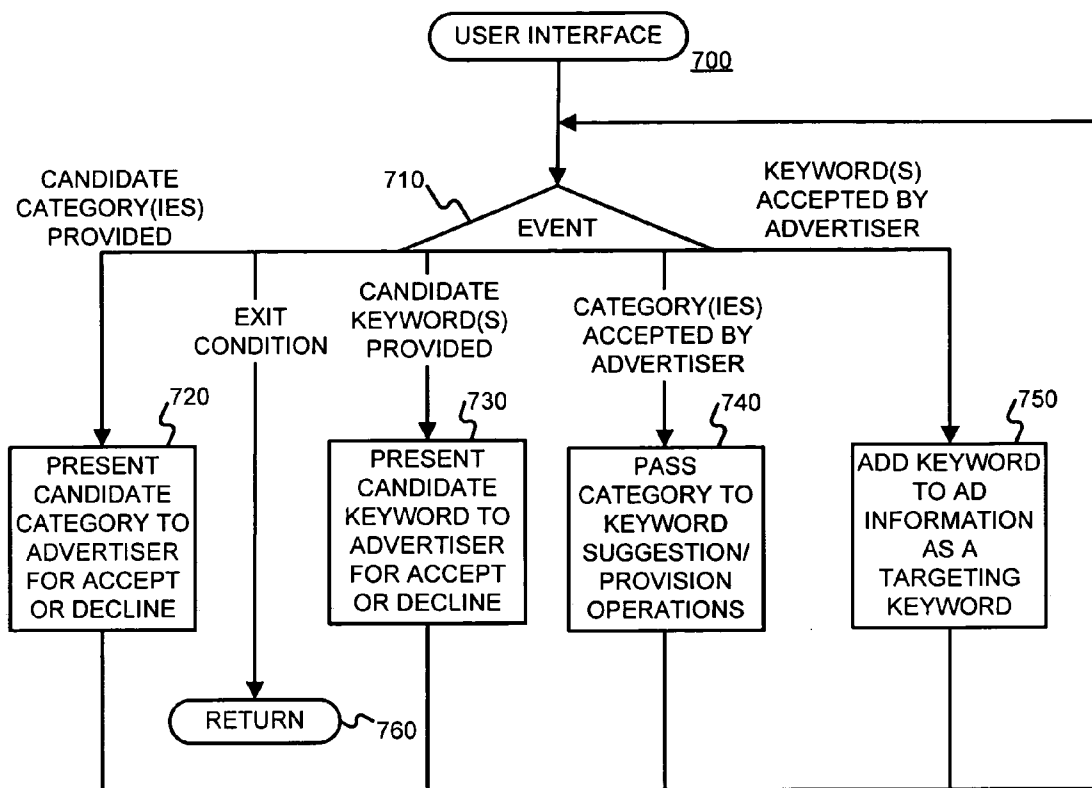 USER INTERFACE
700
CANDIDATE
CATEGORY(IES)
PROVIDED
710
EVENT
KEYWORD(S)
ACCEPTED BY
ADVERTISER
EXIT
CONDITION
CANDIDATE
KEYWORD(S)
PROVIDED
CATEGORY(IES)
ACCEPTED BY
ADVERTISER
720
PRESENT
CANDIDATE
CATEGORY TO
ADVERTISER
FOR ACCEPT
OR DECLINE
730
PRESENT
CANDIDATE
KEYWORD TO
ADVERTISER
FOR ACCEPT
OR DECLINE
740
PASS
CATEGORY TO
KEYWORD
SUGGESTION/
PROVISION
OPERATIONS
750
ADD KEYWORD
TO AD
INFORMATION
AS A
TARGETING
KEYWORD
RETURN
760